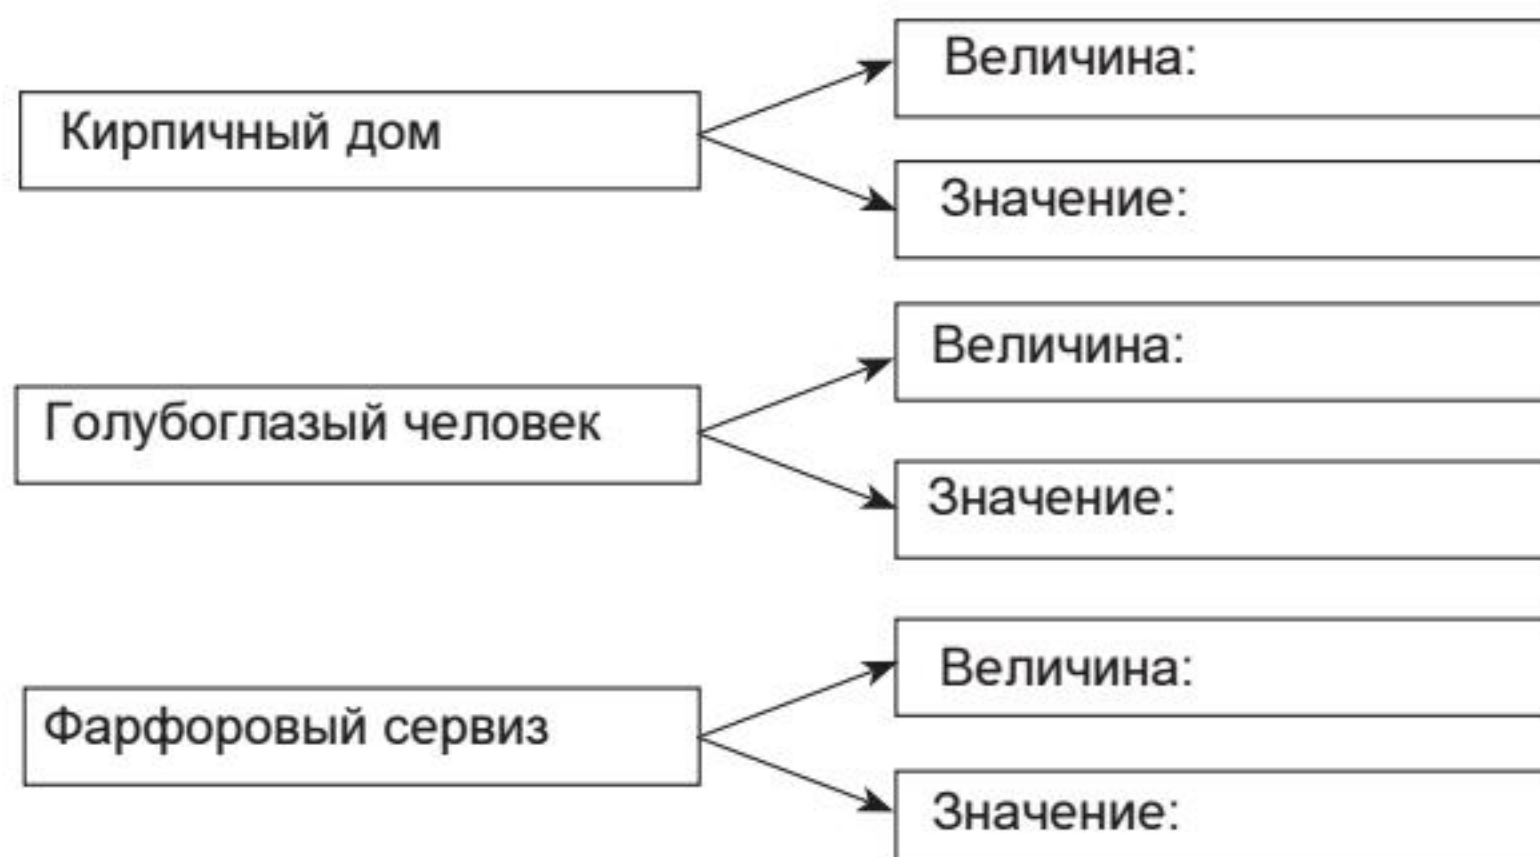 Кирпичный дом
Величина:
Значение:
Голубоглазый человек
Величина:
Значение:
Фарфоровый сервиз
Величина:
Значение: